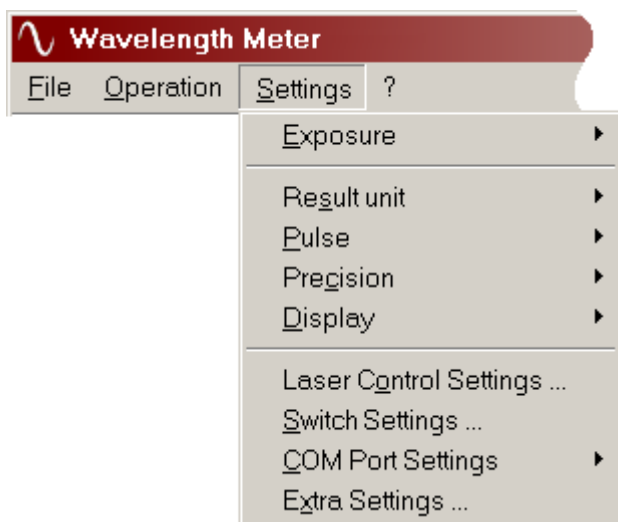 Wavelength Meter
File Operation Settings ?
Exposure
Result unit
Pulse
Precision
Display
Laser Control Settings ...
Switch Settings ...
COM Port Settings
Extra Settings ...